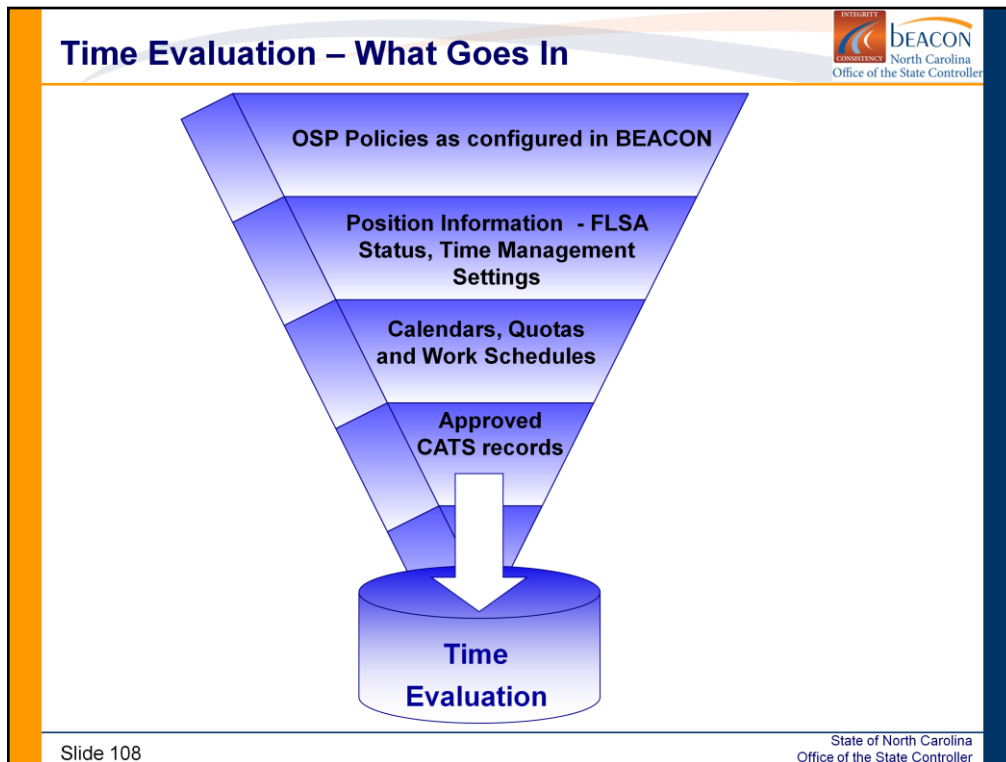 Time Evaluation – What Goes In
INTEGRITY
CONSISTENCY
bEACON
North Carolina
Office of the State Controller
OSP Policies as configured in BEACON
Position Information - FLSA
Status, Time Management
Settings
Calendars, Quotas
and Work Schedules
Approved
CATS records
Time
Evaluation
Slide 108
State of North Carolina
Office of the State Controller